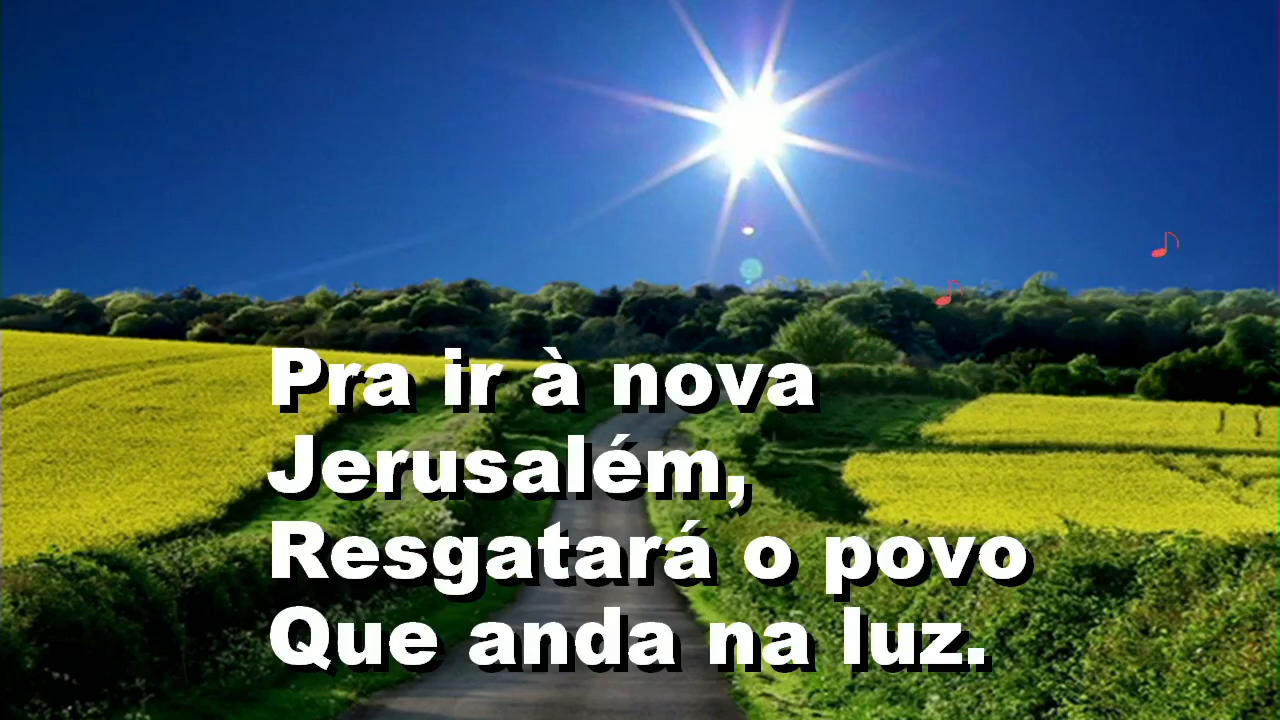 Pra ir à nova
Jerusalém,
Resgatará o povo
Que anda na luz.